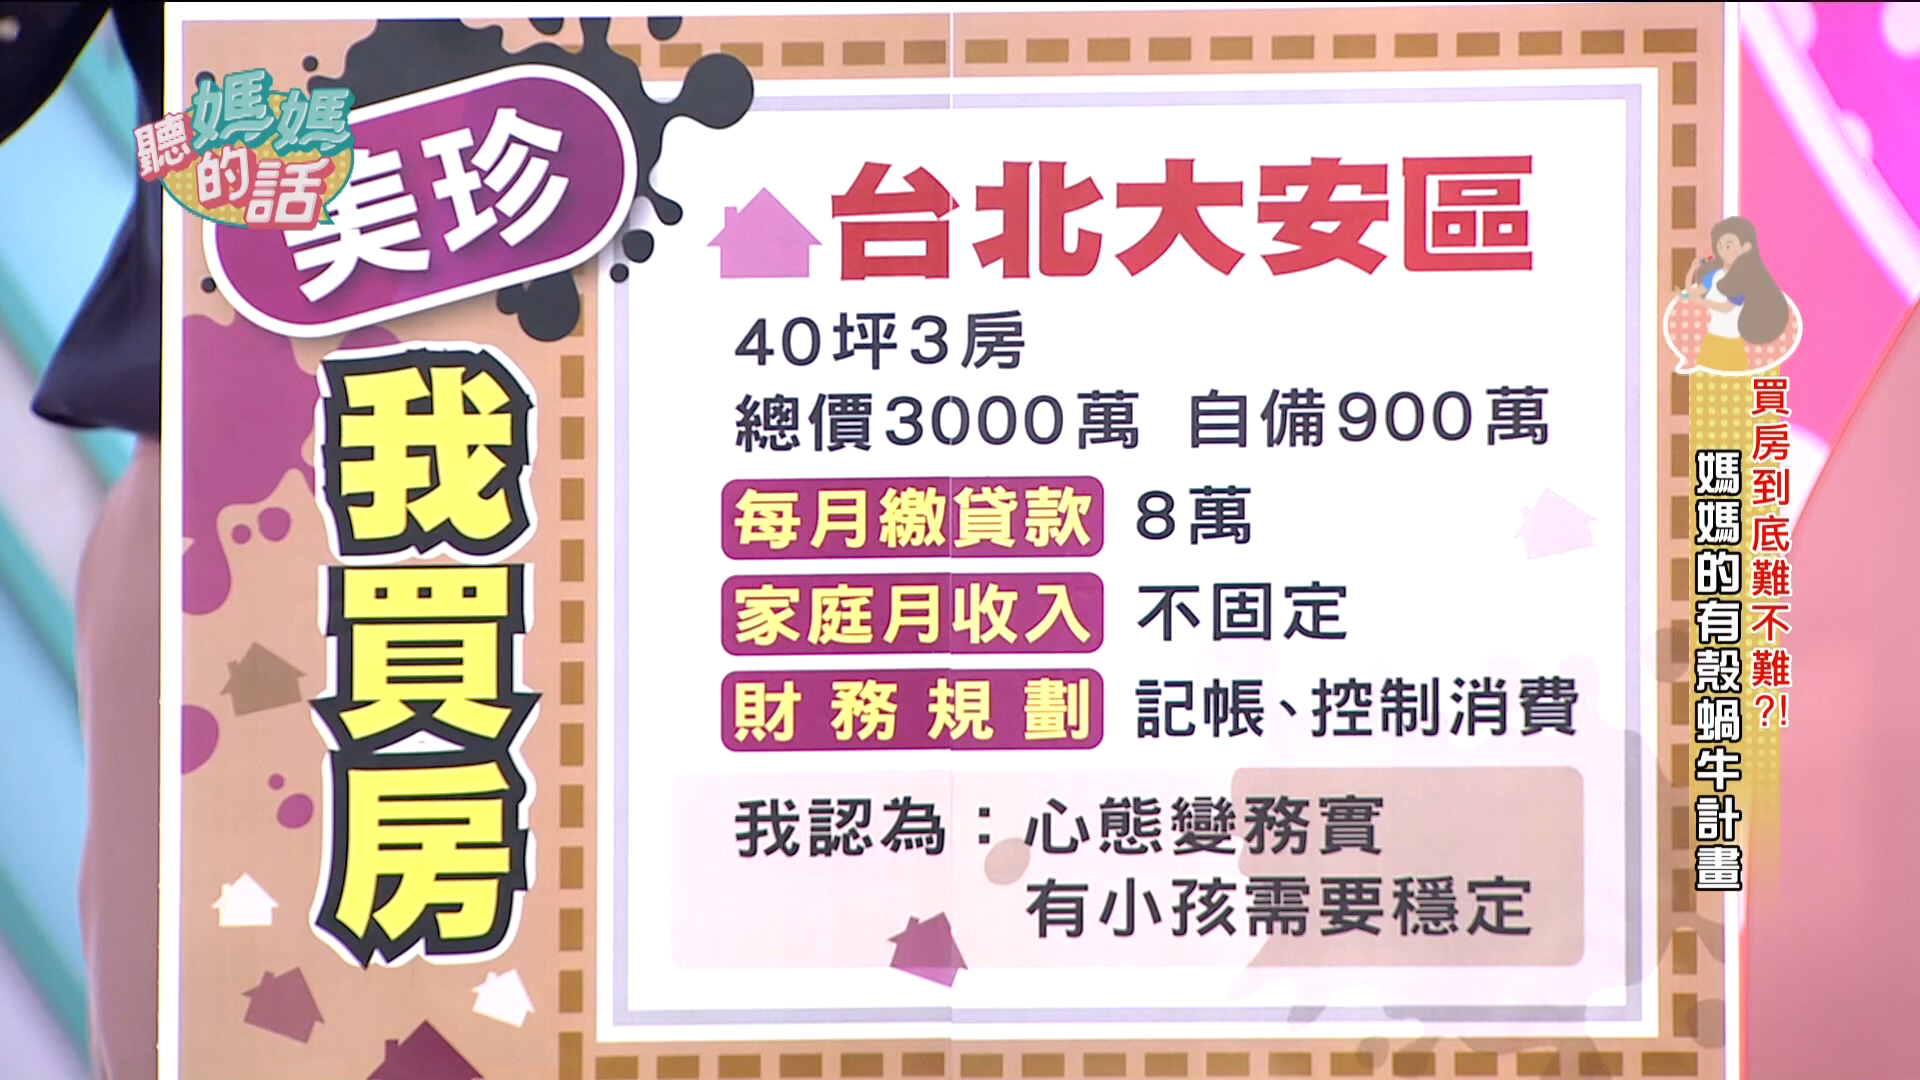 聽媽媽的話
美珍
我買房
台北大安區
40坪3房
總價3000萬 自備900萬
每月繳貸款 8萬
家庭月收入 不固定
財務規劃 記帳、控制消費
我認為：心態變務實
有小孩需要穩定
買房到底難不難?!
媽媽的有殼蝸牛計畫